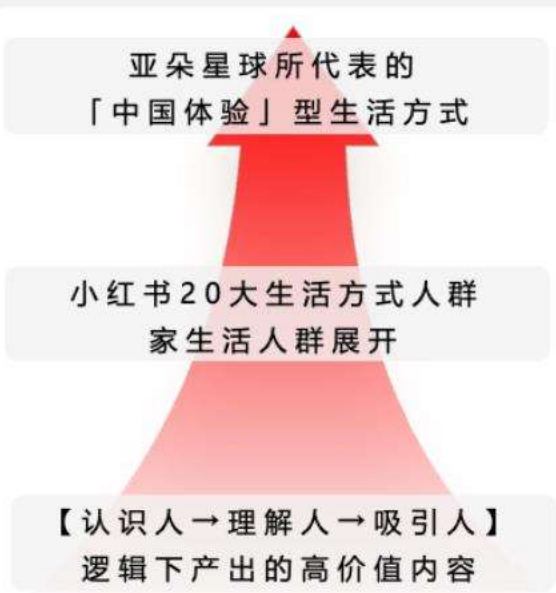 亚朵星球所代表的
「中国体验」型生活方式
小红书20大生活方式人群
家生活人群展开
【认识人→理解人→吸引人】
逻辑下产出的高价值内容